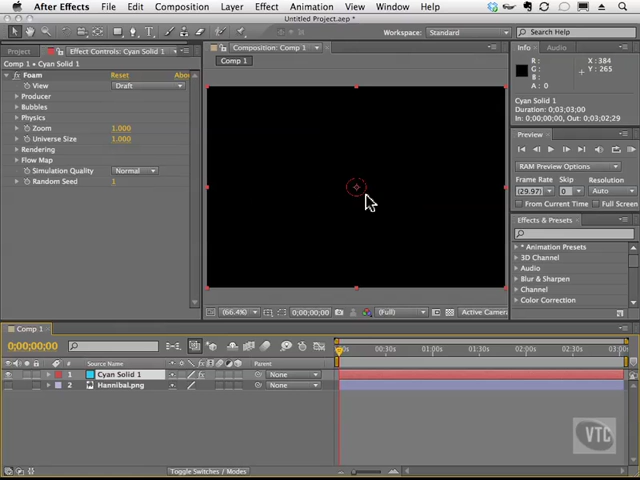 After Effects File Edit Composition Layer Effect Animation View Window Help
Untitled Project.aep *
Workspace: Standard Search Help
Project Effect Controls: Cyan Solid 1 Composition: Comp 1 Info Audio
Comp 1 • Cyan Solid 1 Comp 1
Foam Reset Abou
View Draft
Producer
Bubbles
Physics
Zoom 1.000
Universe Size 1.000
Rendering
Flow Map
Simulation Quality Normal
Random Seed 1
R : X : 384
G : Y : 265
B :
A : 0
Cyan Solid 1
Duration: 0;03;03;00
In: 0;00;00;00, Out: 0;03;02;29
Preview
RAM Preview Options
Frame Rate Skip Resolution
(29.97) 0 Auto
From Current Time Full Screen
Effects & Presets
* Animation Presets
3D Channel
Audio
Blur & Sharpen
Channel
Color Correction
(66.4%) 0;00;00;00 (Full) Active Camera
Comp 1
0;00;00;00 00s 00:30s 01:00s 01:30s 02:00s 02:30s 03:00
# Source Name Parent
1 Cyan Solid 1 None
2 Hannibal.png None
VTC
Toggle Switches / Modes